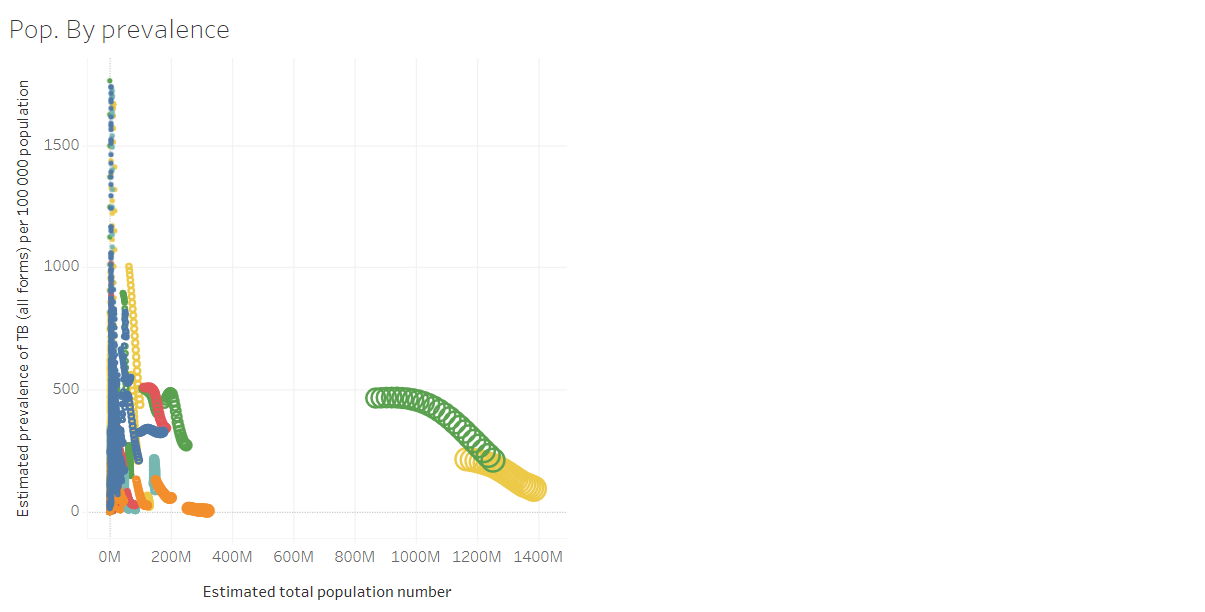 Pop. By prevalence
Estimated prevalence of TB (all forms) per 100 000 population
1500
1000
500
0
0M 200M 400M 600M 800M 1000M 1200M 1400M
Estimated total population number